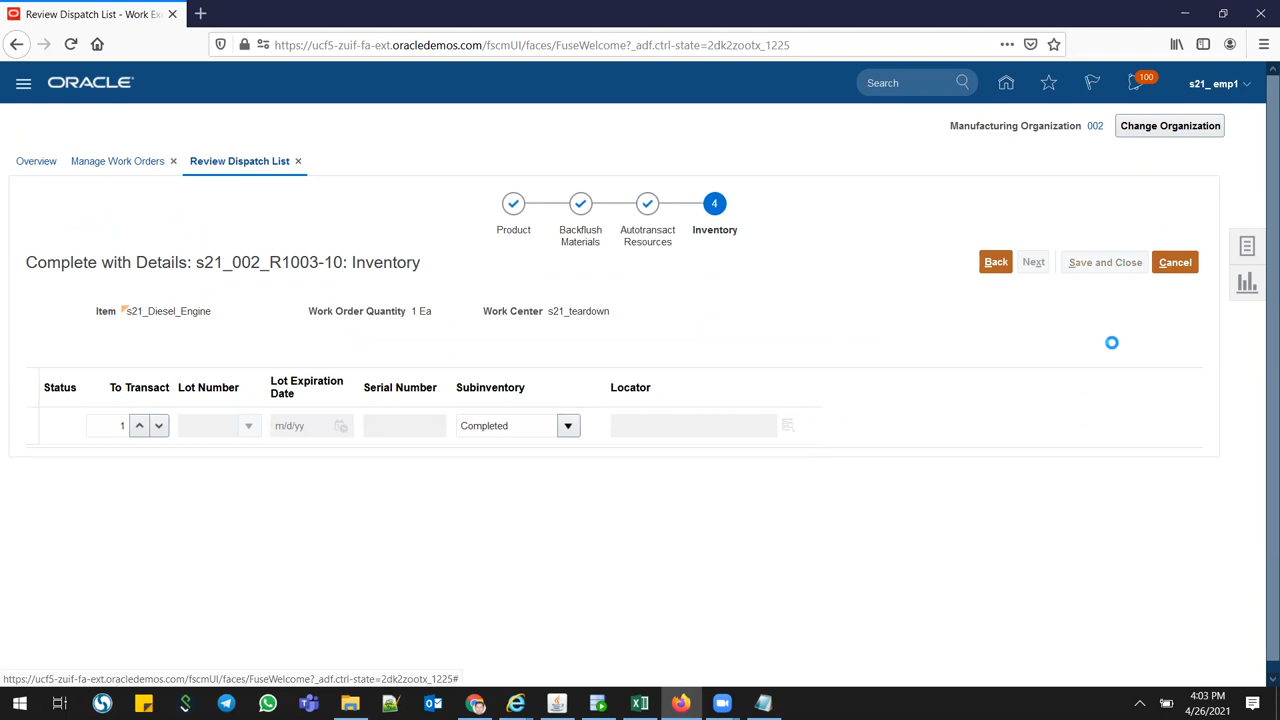 Review Dispatch List - Work Exe
https://ucf5-zuif-fa-ext.oracledemos.com/fscmUI/faces/FuseWelcome?_adf.ctrl-state=2dk2zootx_1225
ORACLE
Search
100
s21_ emp1
Manufacturing Organization 002 Change Organization
Overview Manage Work Orders Review Dispatch List
4
Product Backflush Materials Autotransact Resources Inventory
Complete with Details: s21_002_R1003-10: Inventory
Back Next Save and Close Cancel
Item s21_Diesel_Engine Work Order Quantity 1 Ea Work Center s21_teardown
Status To Transact Lot Number Lot Expiration Date Serial Number Subinventory Locator
1 m/d/yy Completed
https://ucf5-zuif-fa-ext.oracledemos.com/fscmUI/faces/FuseWelcome?_adf.ctrl-state=2dk2zootx_1225#
4:03 PM
4/26/2021